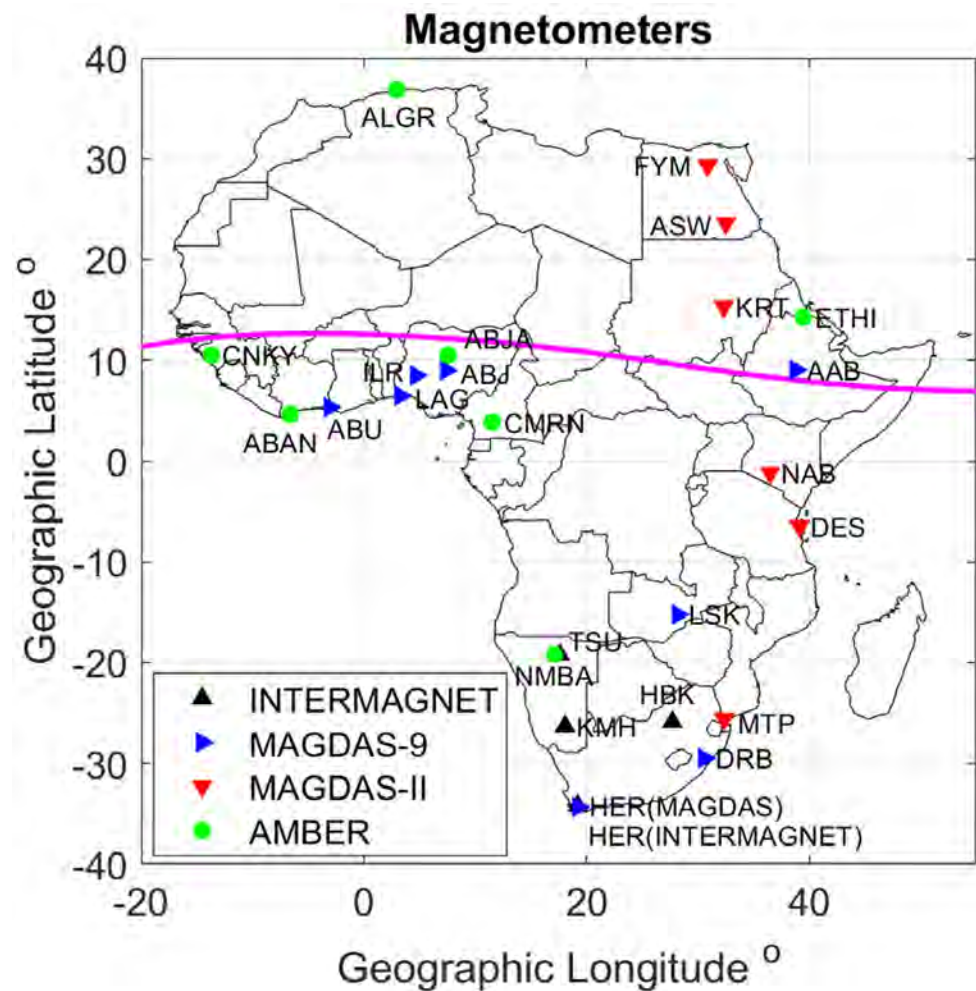 Magnetometers
40
30
20
10
0
-10
-20
-30
-40
-20
0
20
40
Geographic Latitude o
Geographic Longitude o
ALGR
FYM
ASW
KRT
ETHI
CNKY
ABJA
ILR
ABJ
AAB
LAG
ABAN
ABU
CMRN
NAB
DES
LSK
TSU
NMBA
HBK
KMH
MTP
DRB
HER(MAGDAS)
HER(INTERMAGNET)
INTERMAGNET
MAGDAS-9
MAGDAS-II
AMBER